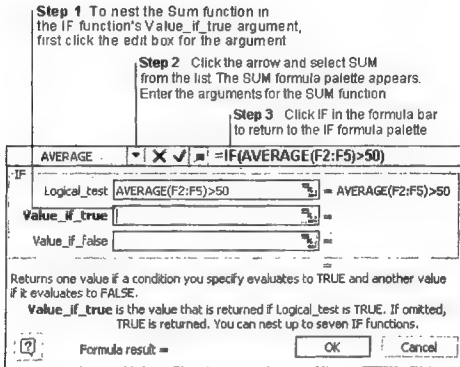 Step 1 To nest the Sum function in
the IF function's Value_if_true argument,
first click the edit box for the argument
Step 2 Click the arrow and select SUM
from the list The SUM formula palette appears.
Enter the arguments for the SUM function
Step 3 Click IF in the formula bar
to return to the IF formula palette
AVERAGE =IF(AVERAGE(F2:F5)>50)
IF
Logical_test AVERAGE(F2:F5)>50 = AVERAGE(F2:F5)>50
Value_if_true =
Value_if_false =
=
Returns one value if a condition you specify evaluates to TRUE and another value
if it evaluates to FALSE.
Value_if_true is the value that is returned if Logical_test is TRUE. If omitted,
TRUE is returned. You can nest up to seven IF functions.
Formula result = OK Cancel